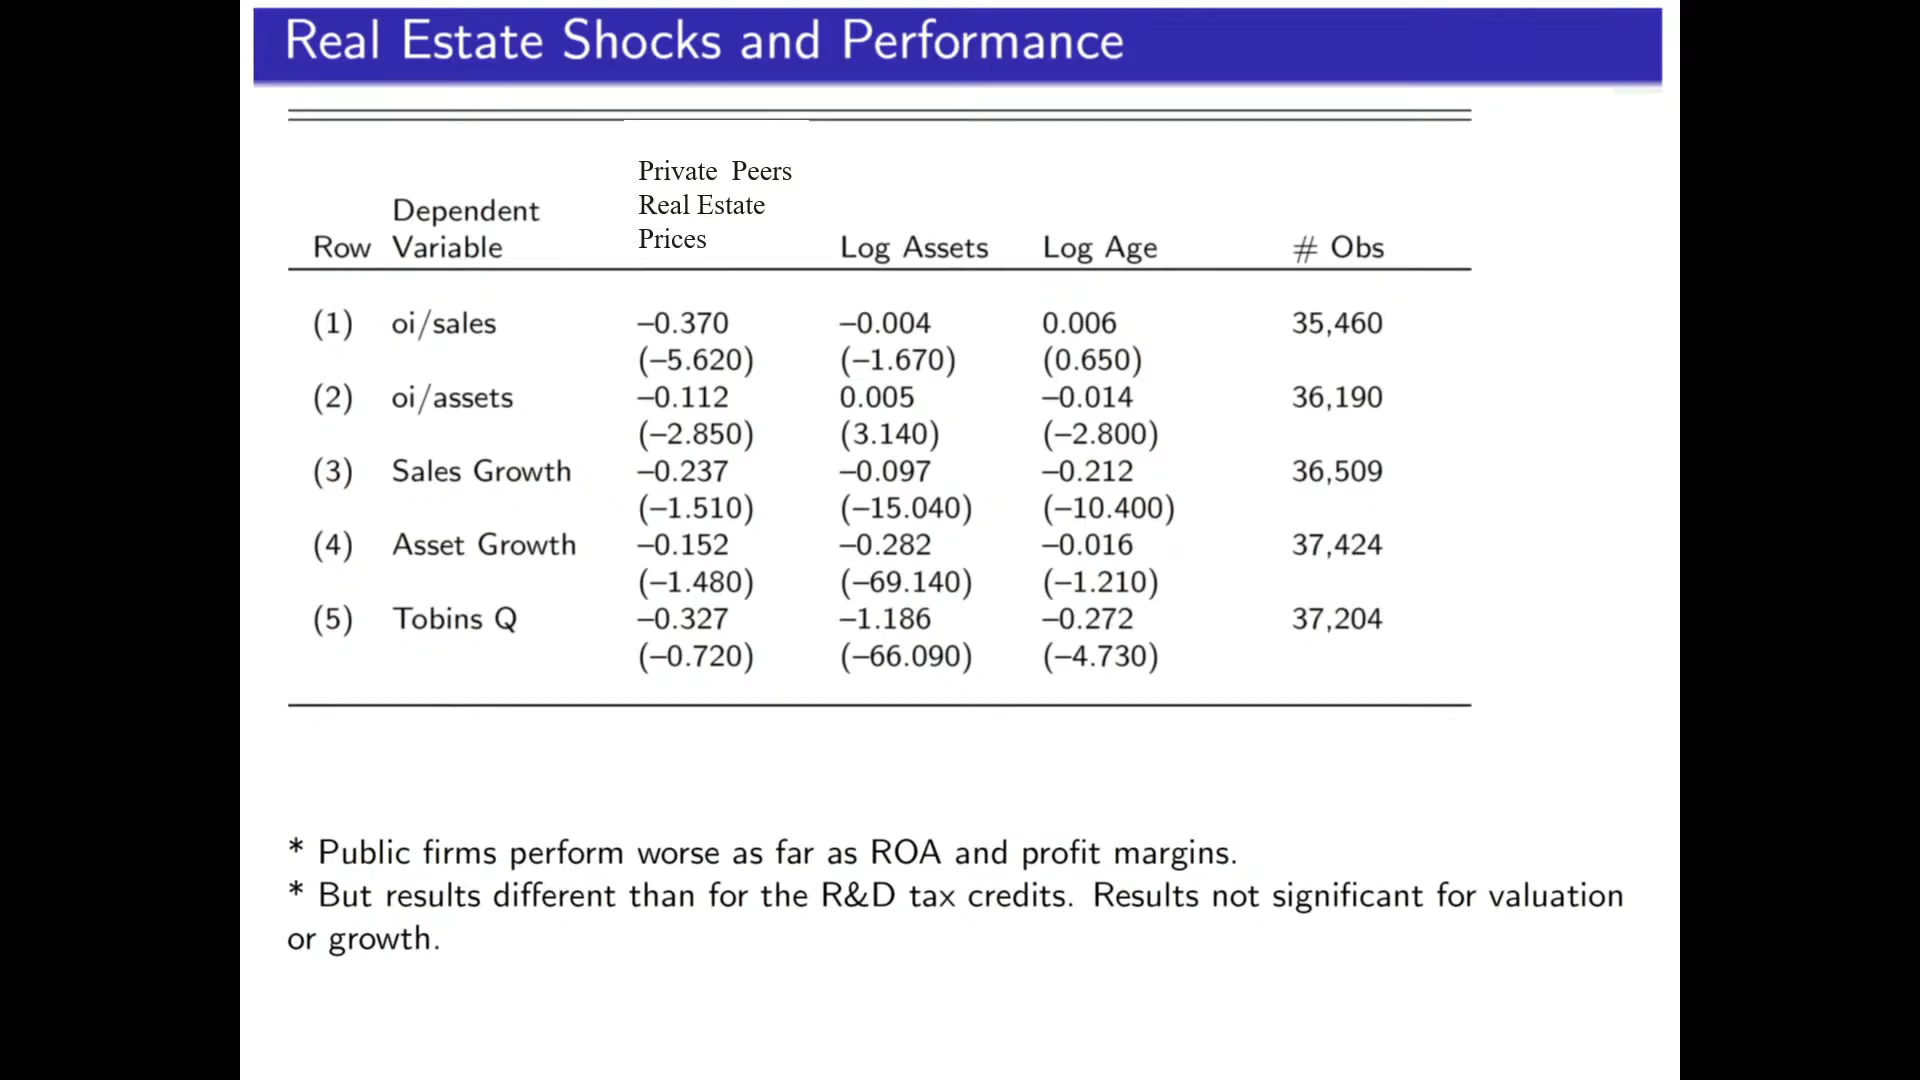 Real Estate Shocks and Performance
Private Peers
Real Estate
Prices
Dependent
Row Variable Log Assets Log Age # Obs
(1) oi/sales –0.370 –0.004 0.006 35,460
(–5.620) (–1.670) (0.650)
(2) oi/assets –0.112 0.005 –0.014 36,190
(–2.850) (3.140) (–2.800)
(3) Sales Growth –0.237 –0.097 –0.212 36,509
(–1.510) (–15.040) (–10.400)
(4) Asset Growth –0.152 –0.282 –0.016 37,424
(–1.480) (–69.140) (–1.210)
(5) Tobins Q –0.327 –1.186 –0.272 37,204
(–0.720) (–66.090) (–4.730)
* Public firms perform worse as far as ROA and profit margins.
* But results different than for the R&D tax credits. Results not significant for valuation
or growth.